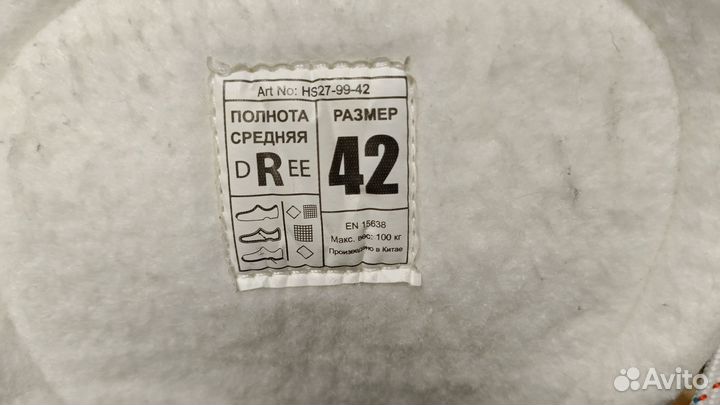 Art No: HS27-99-42
ПОЛНОТА
СРЕДНЯЯ
D R EE
РАЗМЕР
42
EN 15638
Макс. вес: 100 кг
Произведено в Китае
Avito